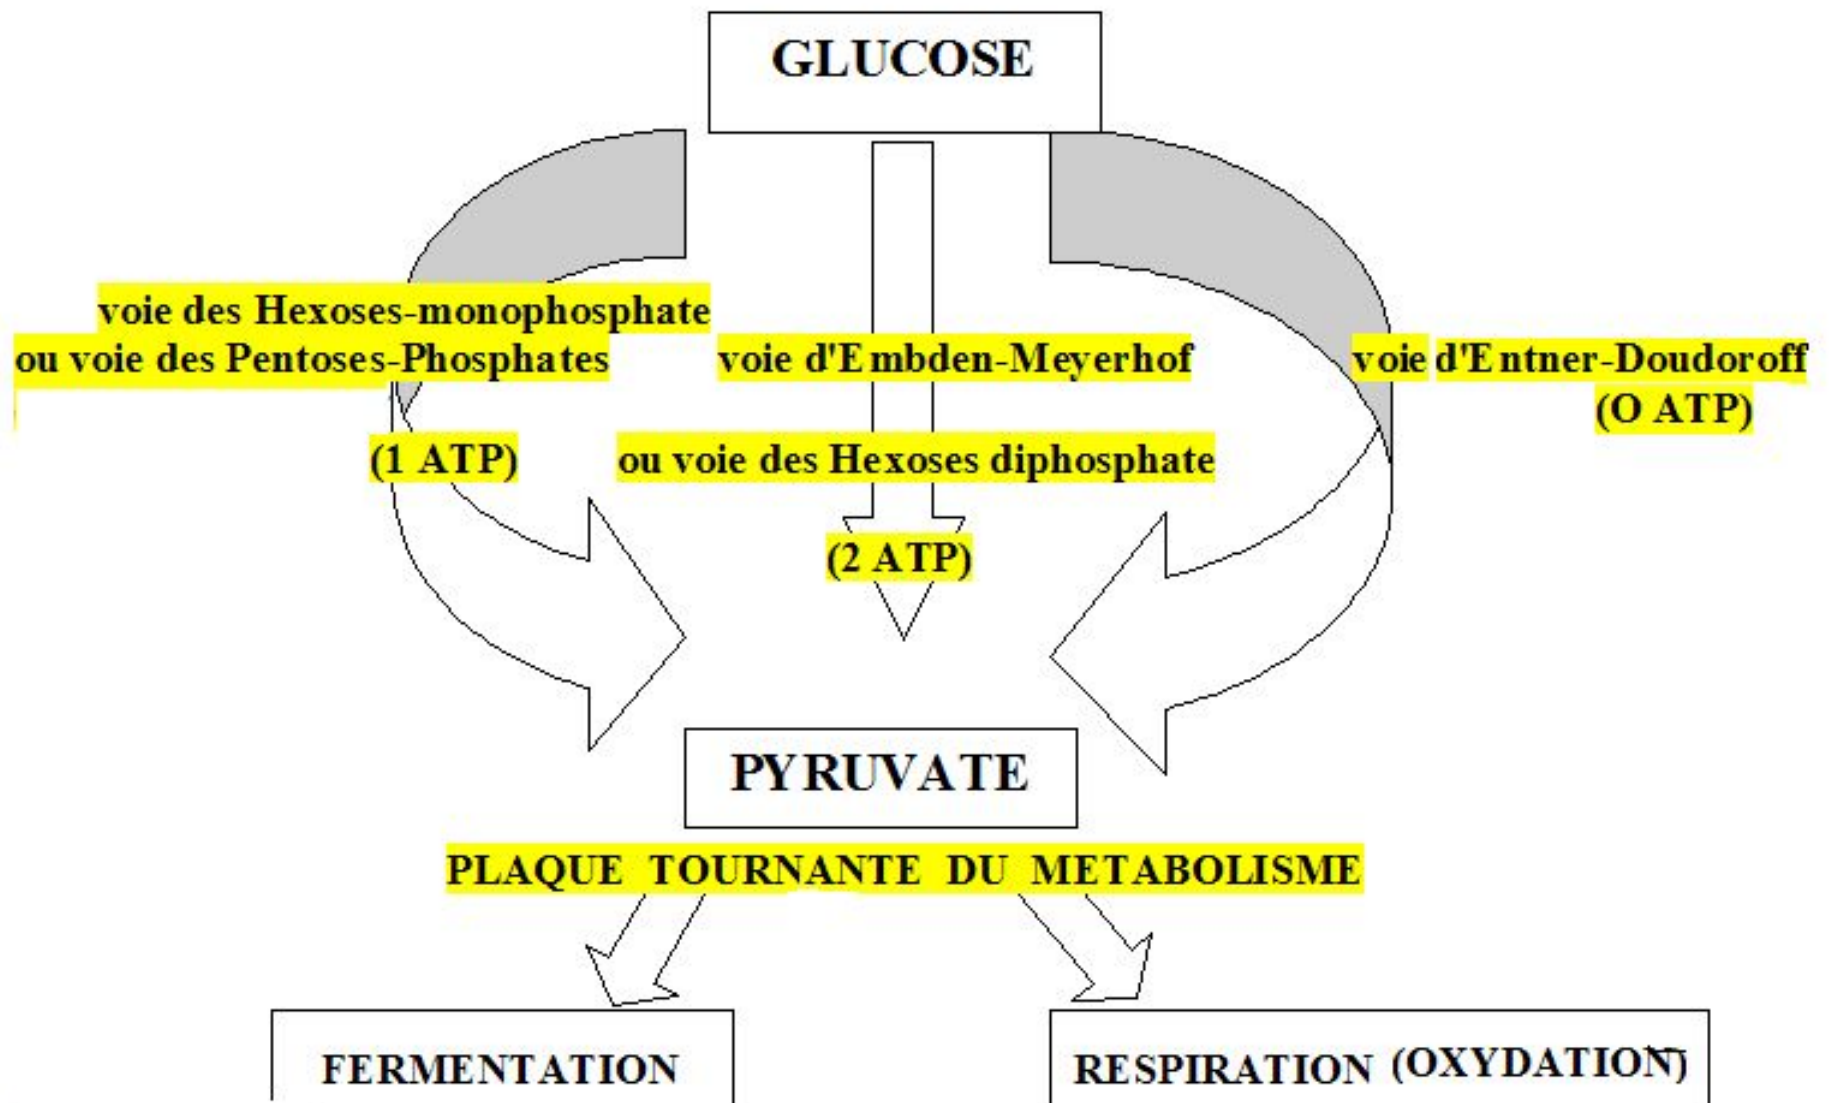 GLUCOSE
voie des Hexoses-monophosphate
ou voie des Pentoses-Phosphates
(1 ATP)
voie d'Embden-Meyerhof
ou voie des Hexoses diphosphate
(2 ATP)
voie d'Entner-Doudoroff
(O ATP)
PYRUVATE
PLAQUE TOURNANTE DU METABOLISME
FERMENTATION
RESPIRATION (OXYDATION)